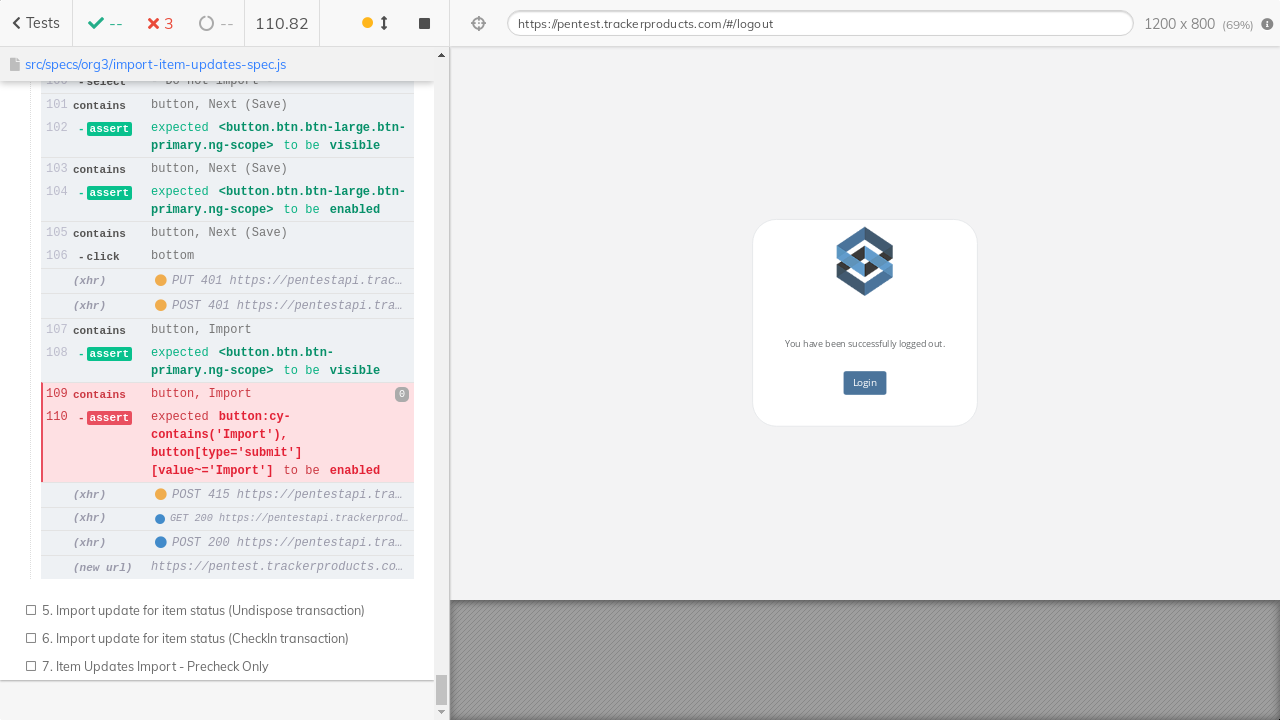 Tests
--
3
--
110.82
https://pentest.trackerproducts.com/#/logout
1200 x 800 (69%)
src/specs/org3/import-item-updates-spec.js
101 contains button, Next (Save)
102 - assert expected <button.btn.btn-large.btn-
primary.ng-scope> to be visible
103 contains button, Next (Save)
104 - assert expected <button.btn.btn-large.btn-
primary.ng-scope> to be enabled
105 contains button, Next (Save)
106 - click bottom
(xhr) PUT 401 https://pentestapi.trac…
(xhr) POST 401 https://pentestapi.tra…
107 contains button, Import
108 - assert expected <button.btn.btn-
primary.ng-scope> to be visible
109 contains button, Import 0
110 - assert expected button:cy-
contains('Import'),
button[type='submit']
[value~='Import'] to be enabled
(xhr) POST 415 https://pentestapi.tra…
(xhr) GET 200 https://pentestapi.trackerprod…
(xhr) POST 200 https://pentestapi.tra…
(new url) https://pentest.trackerproducts.co…
5. Import update for item status (Undispose transaction)
6. Import update for item status (CheckIn transaction)
7. Item Updates Import - Precheck Only
You have been successfully logged out.
Login